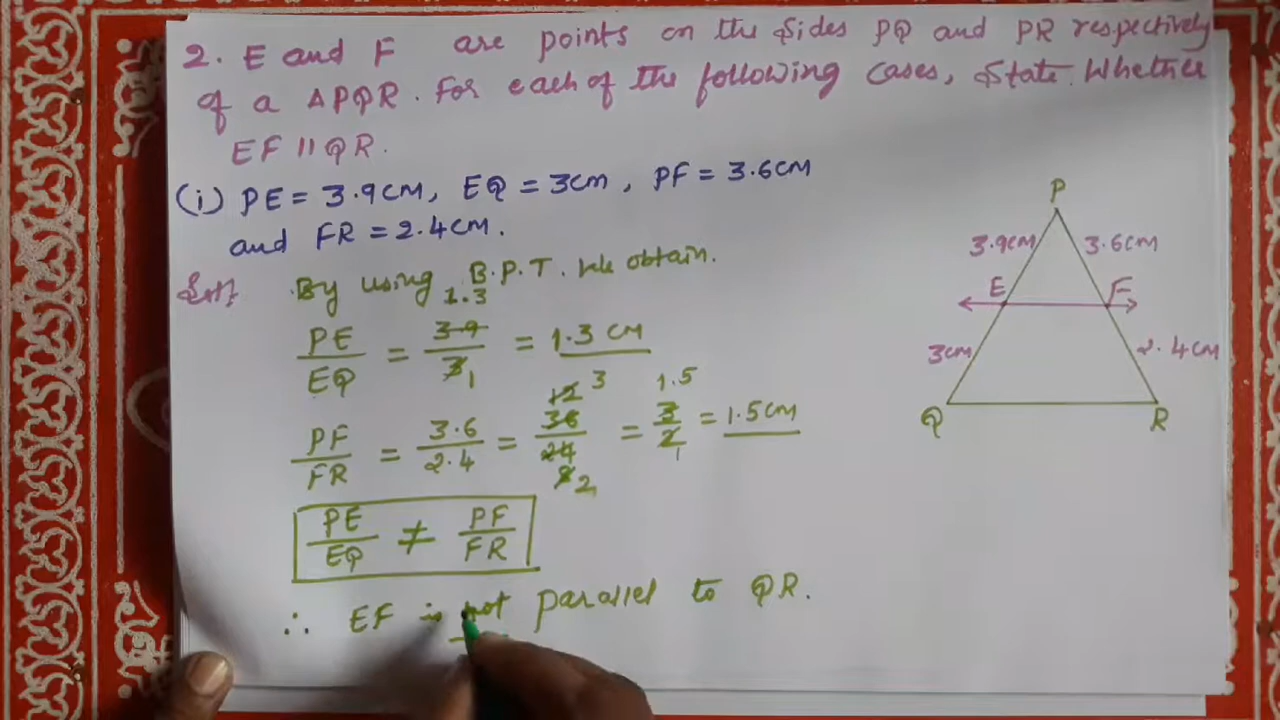 2. E and F are points on the sides PQ and PR respectively
of a ΔPQR. For each of the following cases, State whether
EF || QR.
(i) PE = 3.9CM, EQ = 3CM, PF = 3.6CM
and FR = 2.4CM.
By using B.P.T. we obtain.
1.3
PE/EQ = 3.9/3 1 = 1.3 CM
PF/FR = 3.6/2.4 = 12 3 36/24 8 2 = 1.5 3/2 1 = 1.5CM
PE/EQ ≠ PF/FR
∴ EF is not parallel to QR.
P
3.9CM 3.6CM
E F
3CM 2.4CM
Q R